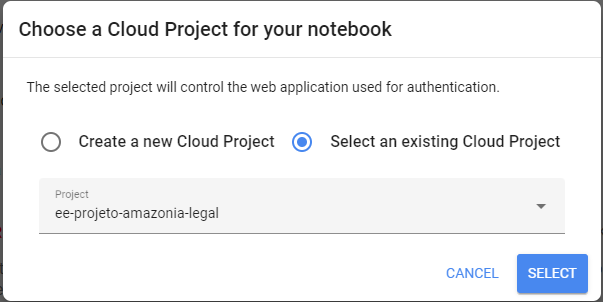 Choose a Cloud Project for your notebook
The selected project will control the web application used for authentication.
Create a new Cloud Project Select an existing Cloud Project
Project
ee-projeto-amazonia-legal
CANCEL SELECT